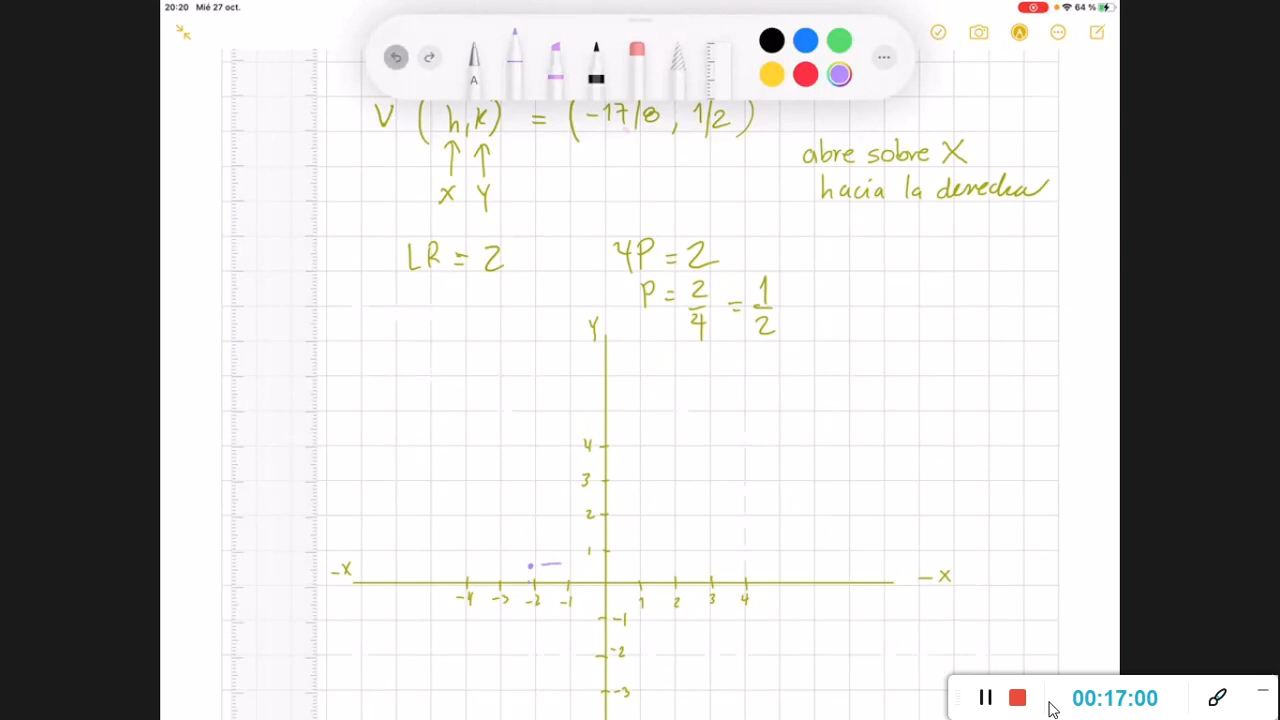 20:20 Mié 27 oct.
64 %
A
V ( h,k = (-17/8, 1/2)
X Y
abre sobre X
hacia la derecha
LR = 2
4P = 2
P = 2/4 = 1/2
Y
4
3
2
1
-X
-X
-4 -3 -2 -1 1 2 3
-1
-2
-3
00:17:00